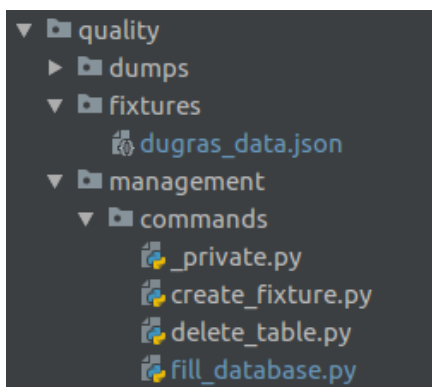 quality
dumps
fixtures
dugras_data.json
management
commands
_private.py
create_fixture.py
delete_table.py
fill_database.py